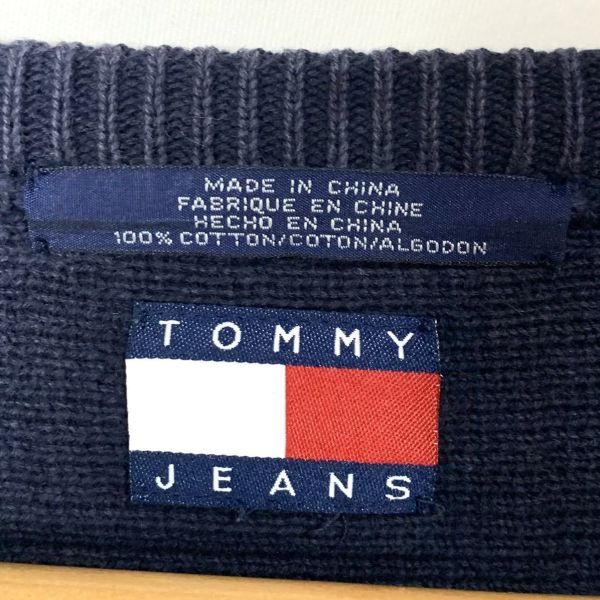 MADE IN CHINA
FABRIQUE EN CHINE
HECHO EN CHINA
100% COTTON/COTON/ALGODON
TOMMY
JEANS